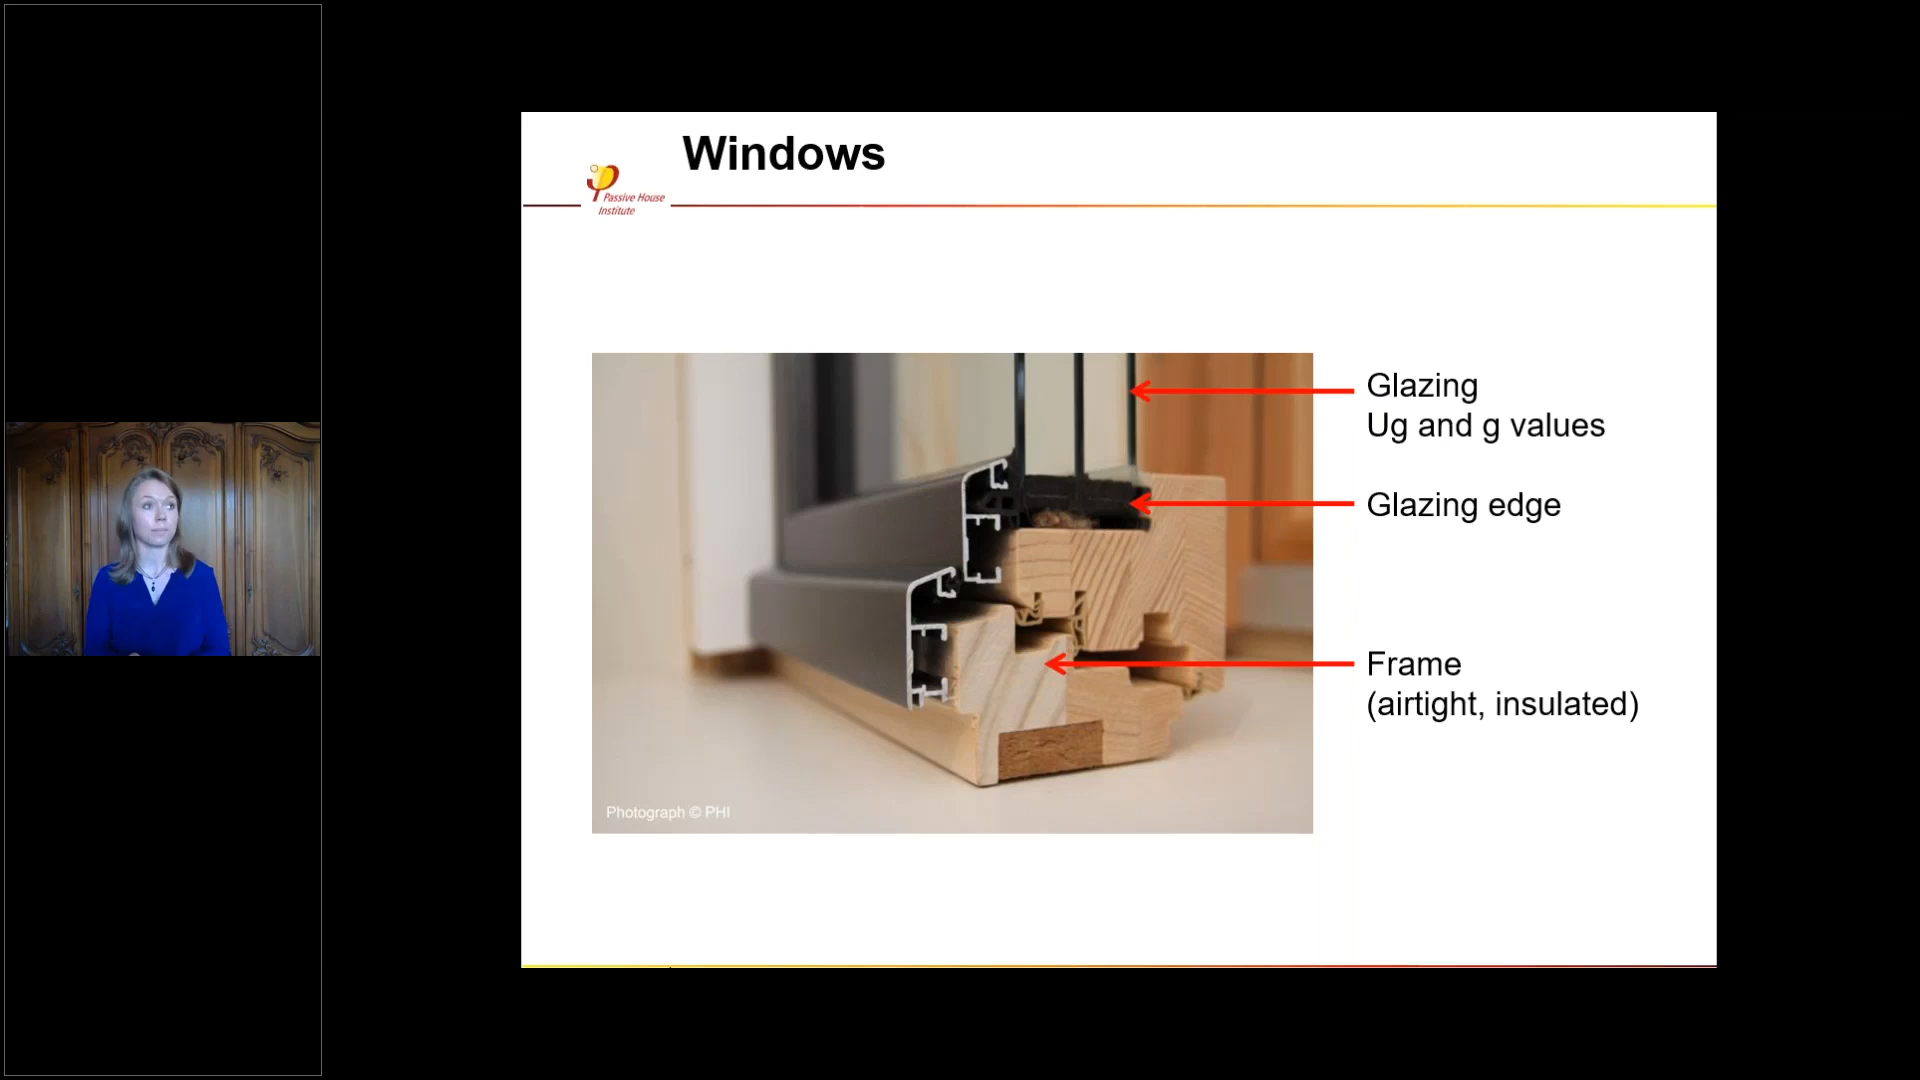 Windows
Passive House
Institute
Glazing
Ug and g values
Glazing edge
Frame
(airtight, insulated)
Photograph © PHI